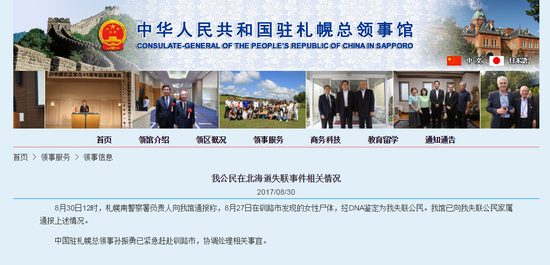 中华人民共和国驻札幌总领事馆
CONSULATE-GENERAL OF THE PEOPLE'S REPUBLIC OF CHINA IN SAPPORO
中 文 日本語
首页 领馆介绍 领区概况 领事服务 商务科技 教育留学 通知通告
首页 > 领事服务 > 领事信息
我公民在北海道失联事件相关情况
2017/08/30
8月30日12时,札幌南警察署负责人向我馆通报称,8月27日在钏路市发现的女性尸体,经DNA鉴定为我失联公民。我馆已向我失联公民家属
通报上述情况。
中国驻札幌总领事孙振勇已紧急赶赴钏路市,协调处理相关事宜。